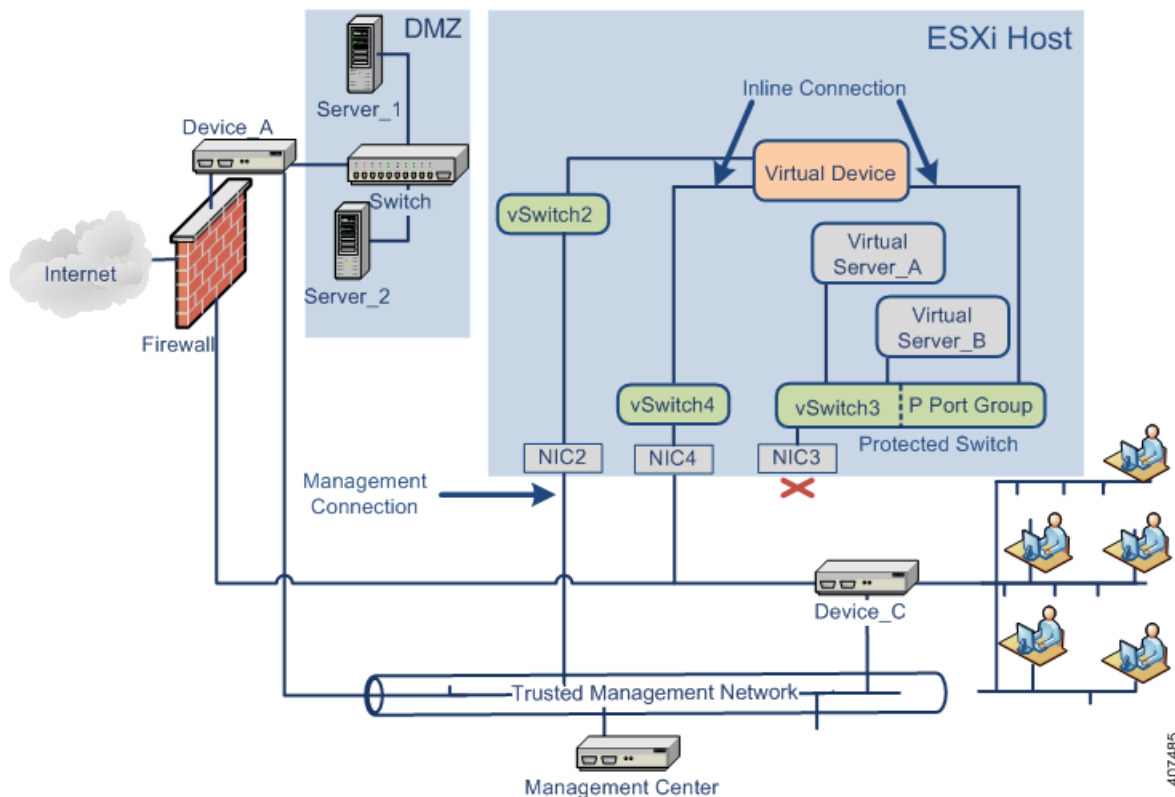 DMZ
ESXi Host
Server_1
Inline Connection
Device_A
Virtual Device
Switch
vSwitch2
Virtual
Server_A
Internet
Server_2
Virtual
Server_B
Firewall
vSwitch4
vSwitch3
P Port Group
Protected Switch
NIC2
NIC4
NIC3
Management
Connection
Device_C
Trusted Management Network
Management Center
407485